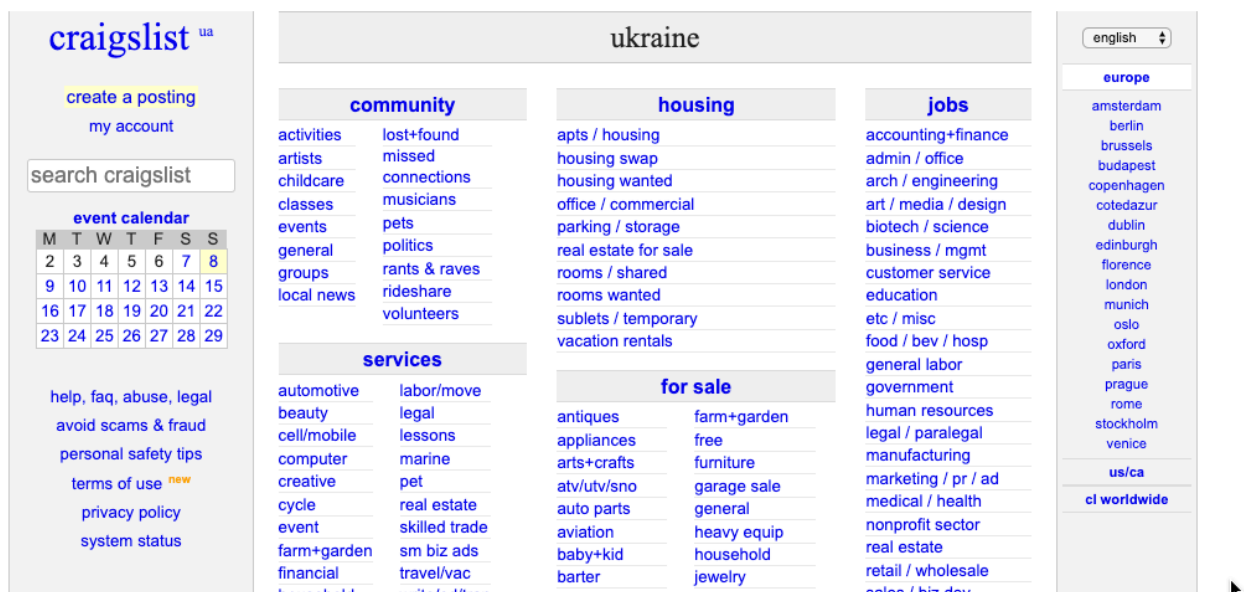 craigslist ua
create a posting
my account
search craigslist
event calendar
M T W T F S S
2 3 4 5 6 7 8
9 10 11 12 13 14 15
16 17 18 19 20 21 22
23 24 25 26 27 28 29
help, faq, abuse, legal
avoid scams & fraud
personal safety tips
terms of use new
privacy policy
system status
ukraine
community
activities
artists
childcare
classes
events
general
groups
local news
lost+found
missed
connections
musicians
pets
politics
rants & raves
rideshare
volunteers
services
automotive
beauty
cell/mobile
computer
creative
cycle
event
farm+garden
financial
labor/move
legal
lessons
marine
pet
real estate
skilled trade
sm biz ads
travel/vac
housing
apts / housing
housing swap
housing wanted
office / commercial
parking / storage
real estate for sale
rooms / shared
rooms wanted
sublets / temporary
vacation rentals
for sale
antiques
appliances
arts+crafts
atv/utv/sno
auto parts
aviation
baby+kid
barter
farm+garden
free
furniture
garage sale
general
heavy equip
household
jewelry
jobs
accounting+finance
admin / office
arch / engineering
art / media / design
biotech / science
business / mgmt
customer service
education
etc / misc
food / bev / hosp
general labor
government
human resources
legal / paralegal
manufacturing
marketing / pr / ad
medical / health
nonprofit sector
real estate
retail / wholesale
english
europe
amsterdam
berlin
brussels
budapest
copenhagen
cotedazur
dublin
edinburgh
florence
london
munich
oslo
oxford
paris
prague
rome
stockholm
venice
us/ca
cl worldwide